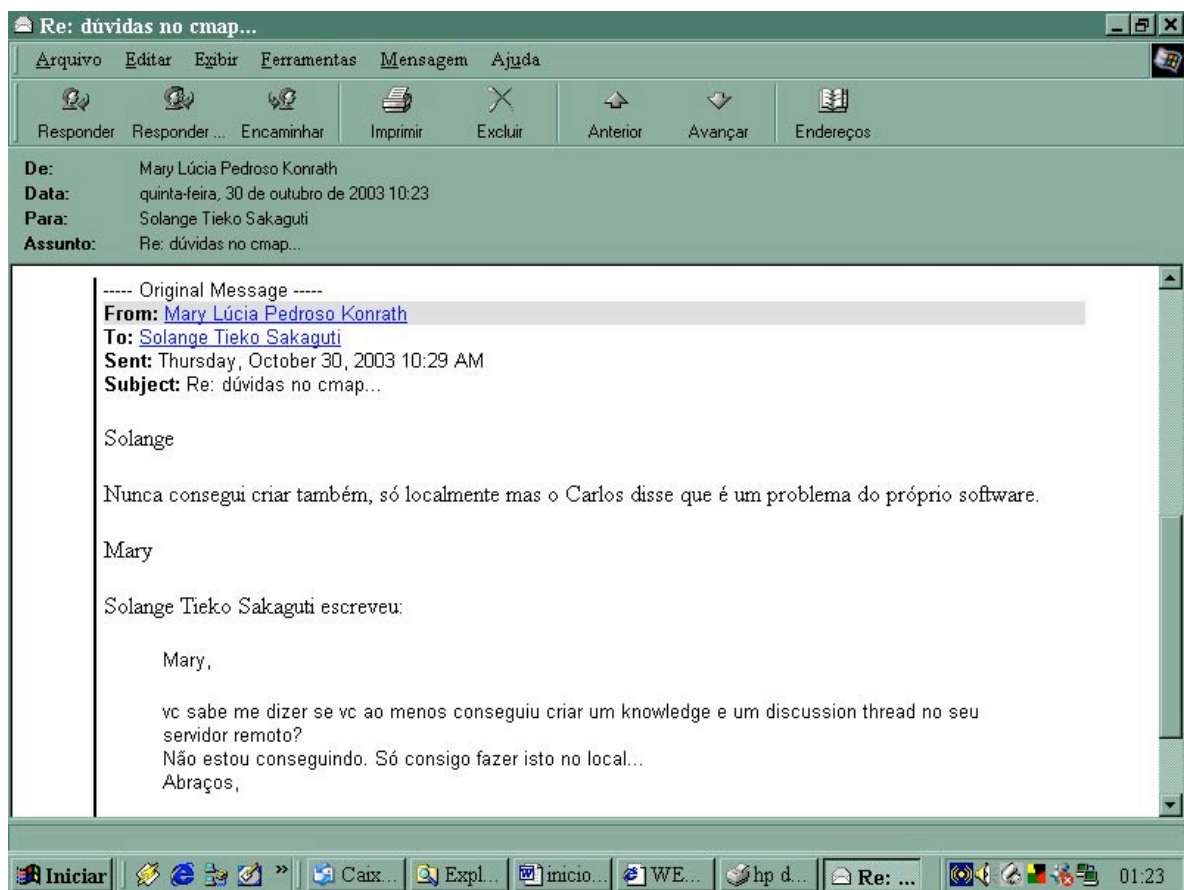 Re: dúvidas no cmap...
Arquivo Editar Exibir Ferramentas Mensagem Ajuda
Responder Responder ... Encaminhar Imprimir Excluir Anterior Avançar Endereços
De: Mary Lúcia Pedroso Konrath
Data: quinta-feira, 30 de outubro de 2003 10:23
Para: Solange Tieko Sakaguti
Assunto: Re: dúvidas no cmap...
----- Original Message -----
From: Mary Lúcia Pedroso Konrath
To: Solange Tieko Sakaguti
Sent: Thursday, October 30, 2003 10:29 AM
Subject: Re: dúvidas no cmap...
Solange
Nunca consegui criar também, só localmente mas o Carlos disse que é um problema do próprio software.
Mary
Solange Tieko Sakaguti escreveu:
Mary,
vc sabe me dizer se vc ao menos conseguiu criar um knowledge e um discussion thread no seu
servidor remoto?
Não estou conseguindo. Só consigo fazer isto no local...
Abraços,
Iniciar » Caix... Expl... inicio... WE... hp d... Re: ... 01:23